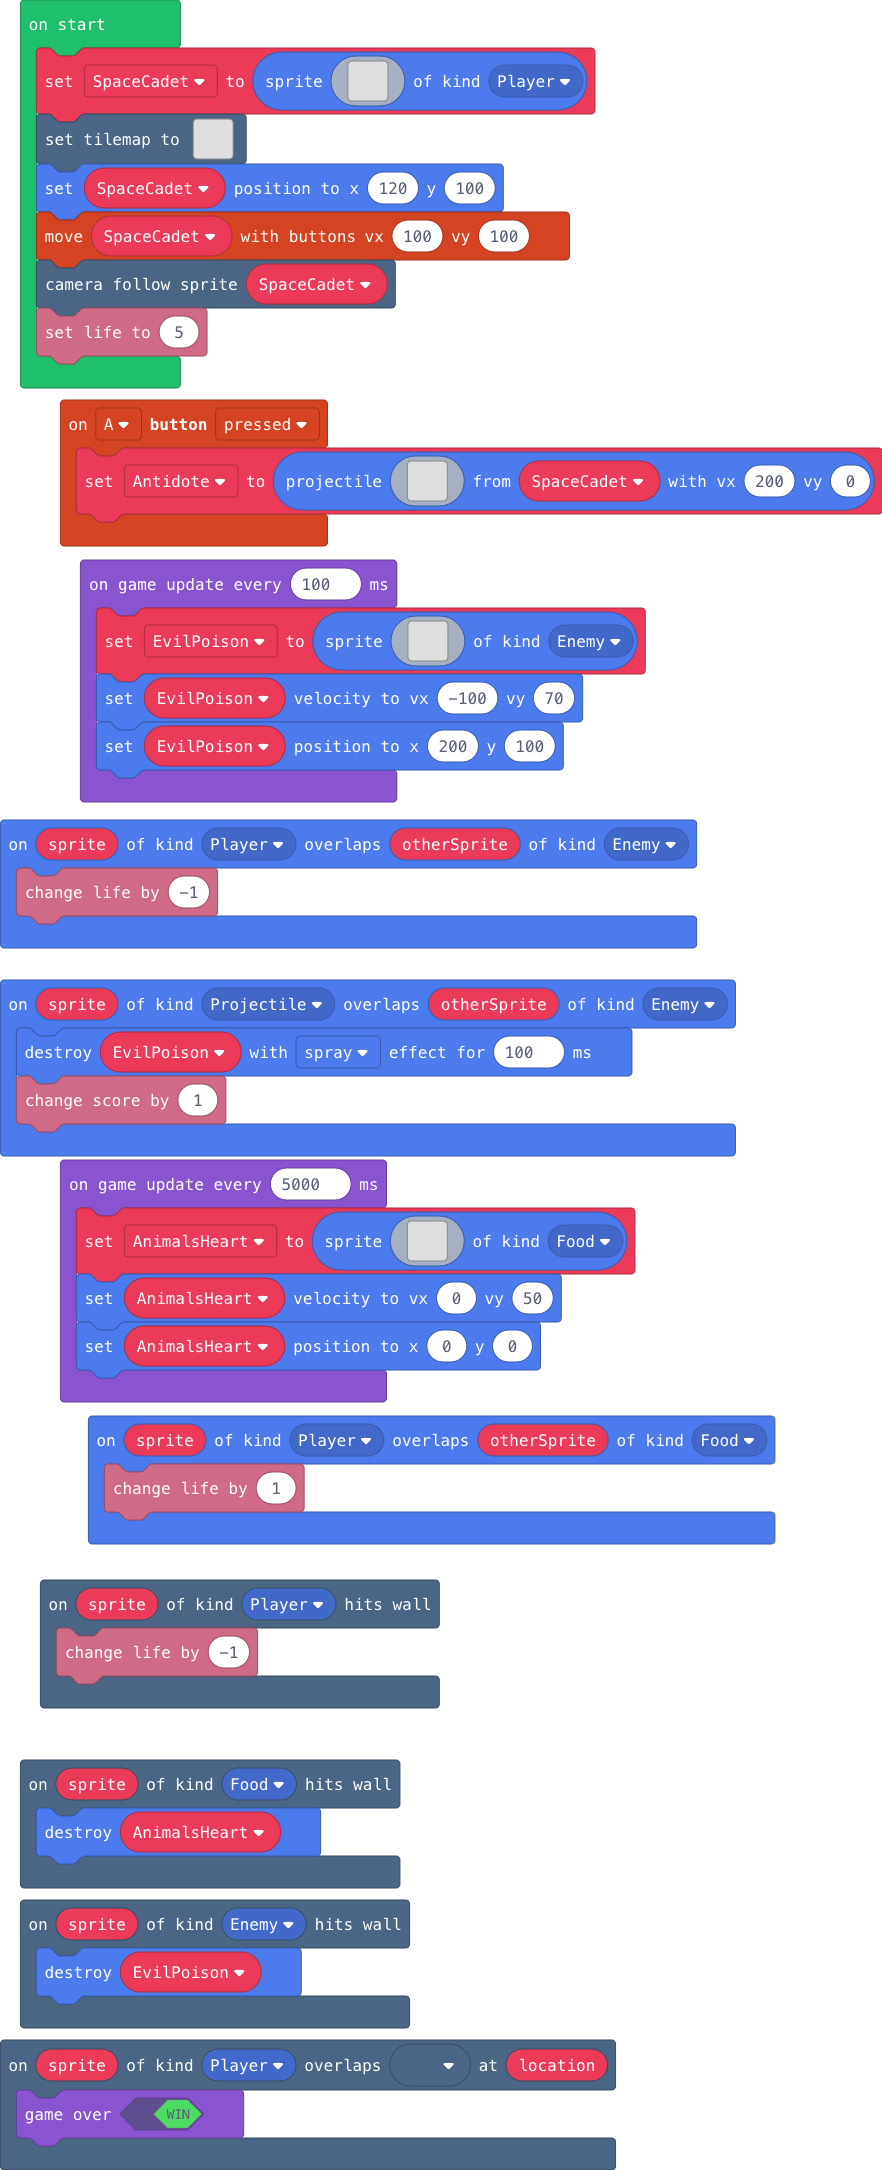 on start
set SpaceCadet to sprite of kind Player
set tilemap to
set SpaceCadet position to x 120 y 100
move SpaceCadet with buttons vx 100 vy 100
camera follow sprite SpaceCadet
set life to 5
on A button pressed
set Antidote to projectile from SpaceCadet with vx 200 vy 0
on game update every 100 ms
set EvilPoison to sprite of kind Enemy
set EvilPoison velocity to vx -100 vy 70
set EvilPoison position to x 200 y 100
on sprite of kind Player overlaps otherSprite of kind Enemy
change life by -1
on sprite of kind Projectile overlaps otherSprite of kind Enemy
destroy EvilPoison with spray effect for 100 ms
change score by 1
on game update every 5000 ms
set AnimalsHeart to sprite of kind Food
set AnimalsHeart velocity to vx 0 vy 50
set AnimalsHeart position to x 0 y 0
on sprite of kind Player overlaps otherSprite of kind Food
change life by 1
on sprite of kind Player hits wall
change life by -1
on sprite of kind Food hits wall
destroy AnimalsHeart
on sprite of kind Enemy hits wall
destroy EvilPoison
on sprite of kind Player overlaps at location
game over WIN